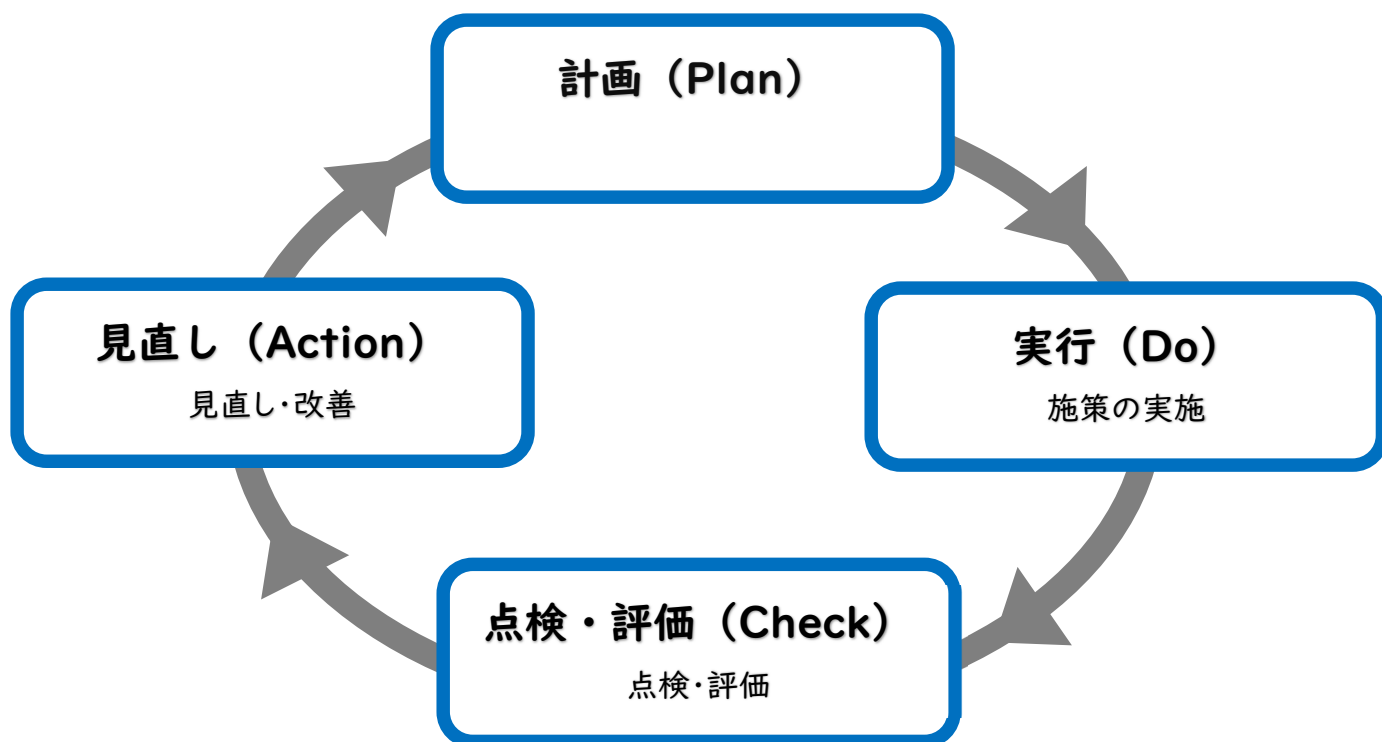 計画（Plan）
見直し（Action）
見直し・改善
実行（Do）
施策の実施
点検・評価（Check）
点検・評価